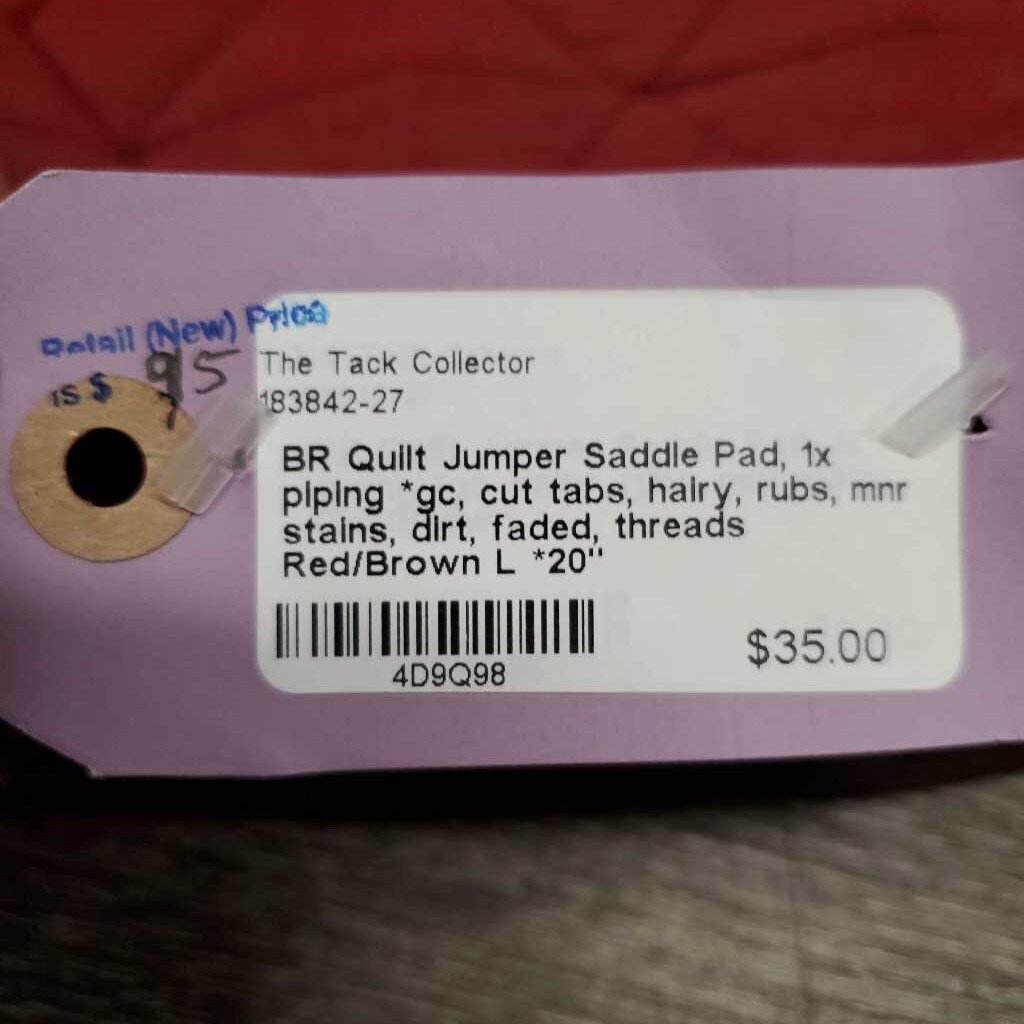 Retail (New) Price
is $ 95
The Tack Collector
183842-27
BR Quilt Jumper Saddle Pad, 1x
piping *gc, cut tabs, hairy, rubs, mnr
stains, dirt, faded, threads
Red/Brown L *20"
4D9Q98
$35.00